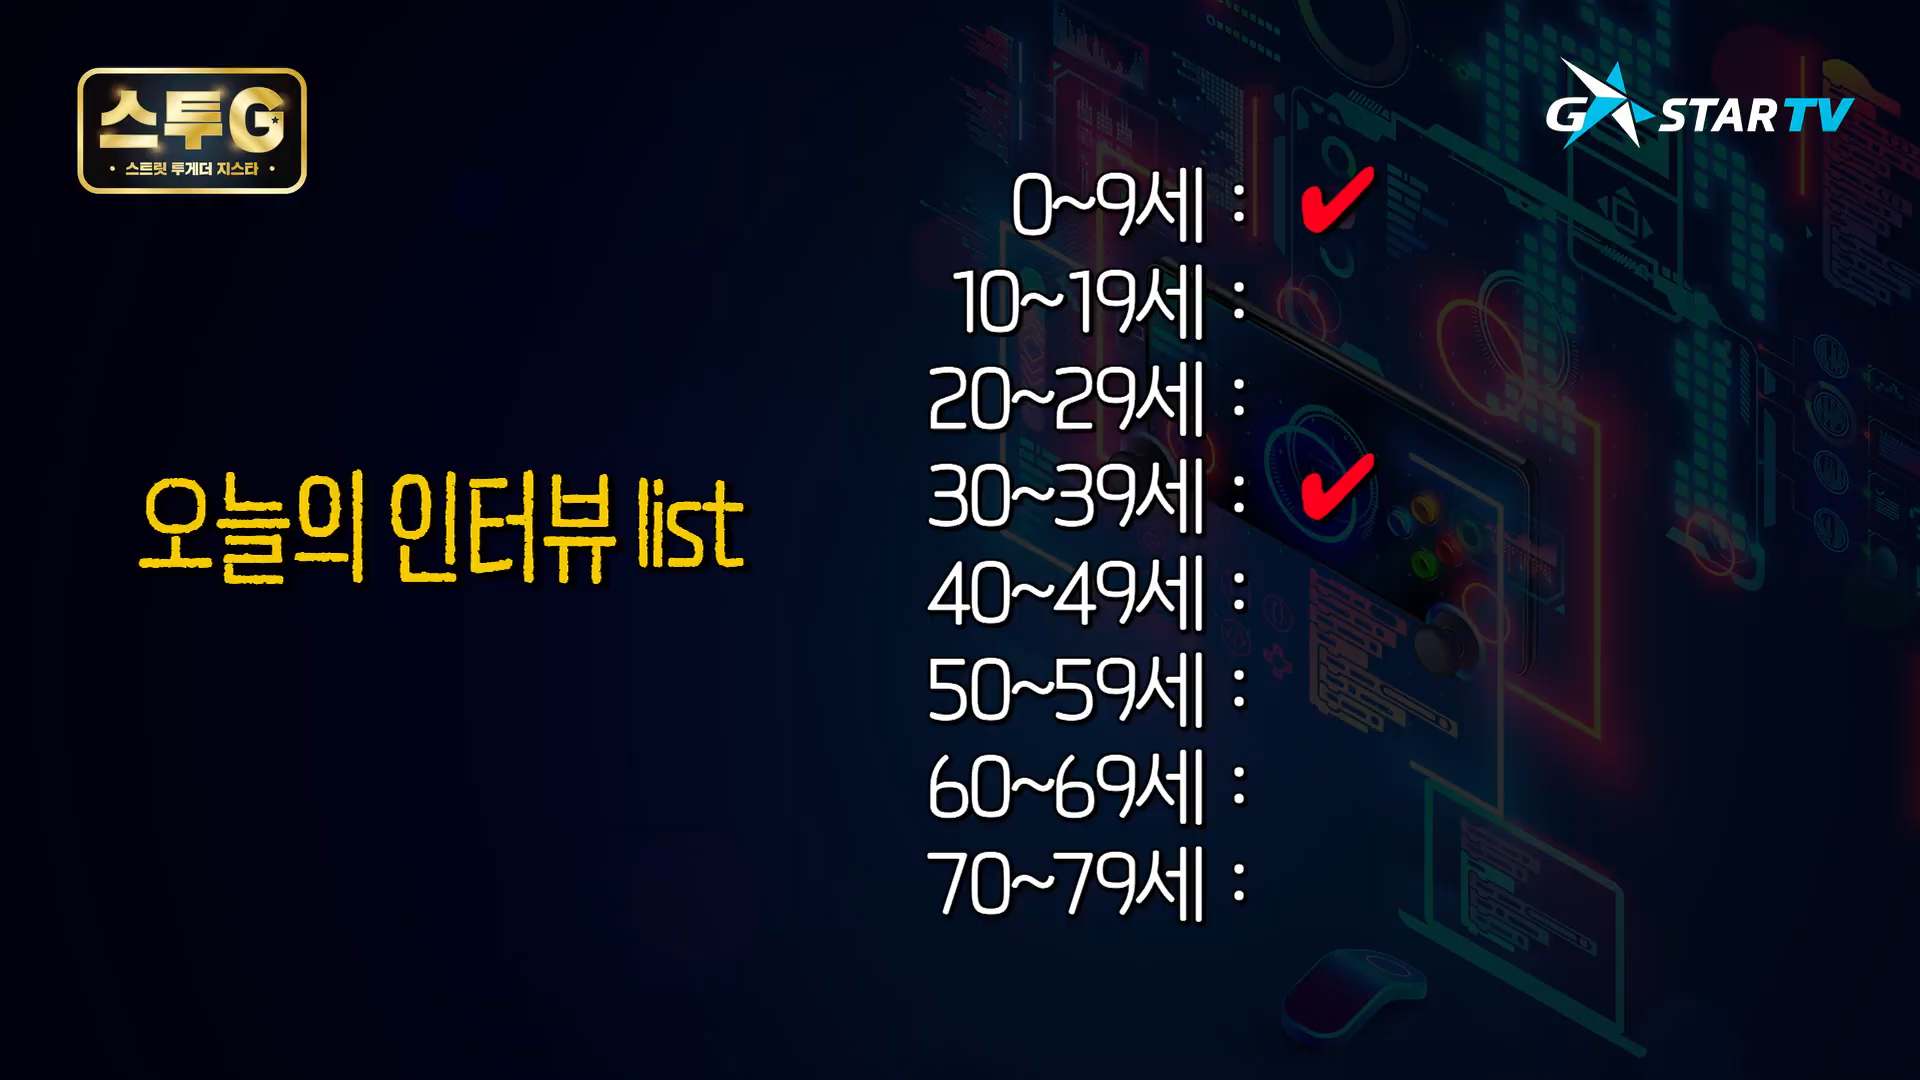 스투G
스트릿 투게더 지스타
G STAR TV
오늘의 인터뷰 list
0~9세 : ✔
10~19세 :
20~29세 :
30~39세 : ✔
40~49세 :
50~59세 :
60~69세 :
70~79세 :